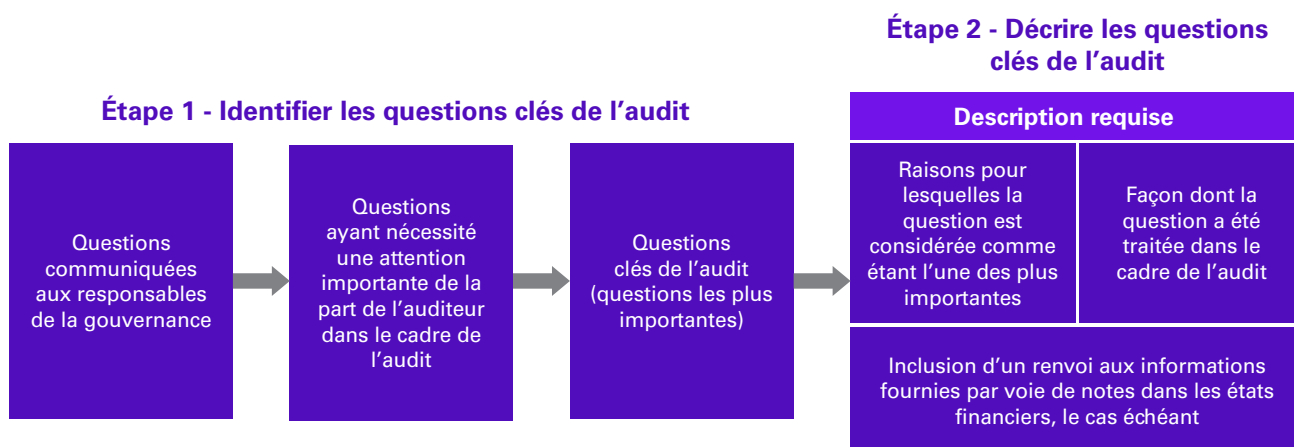 Étape 1 - Identifier les questions clés de l’audit
Questions
communiquées
aux responsables
de la gouvernance
Questions
ayant nécessité
une attention
importante de la
part de l’auditeur
dans le cadre de
l’audit
Questions
clés de l’audit
(questions les plus
importantes)
Étape 2 - Décrire les questions
clés de l’audit
Description requise
Raisons pour
lesquelles la
question est
considérée comme
étant l’une des plus
importantes
Façon dont la
question a été
traitée dans le
cadre de l’audit
Inclusion d’un renvoi aux informations
fournies par voie de notes dans les états
financiers, le cas échéant